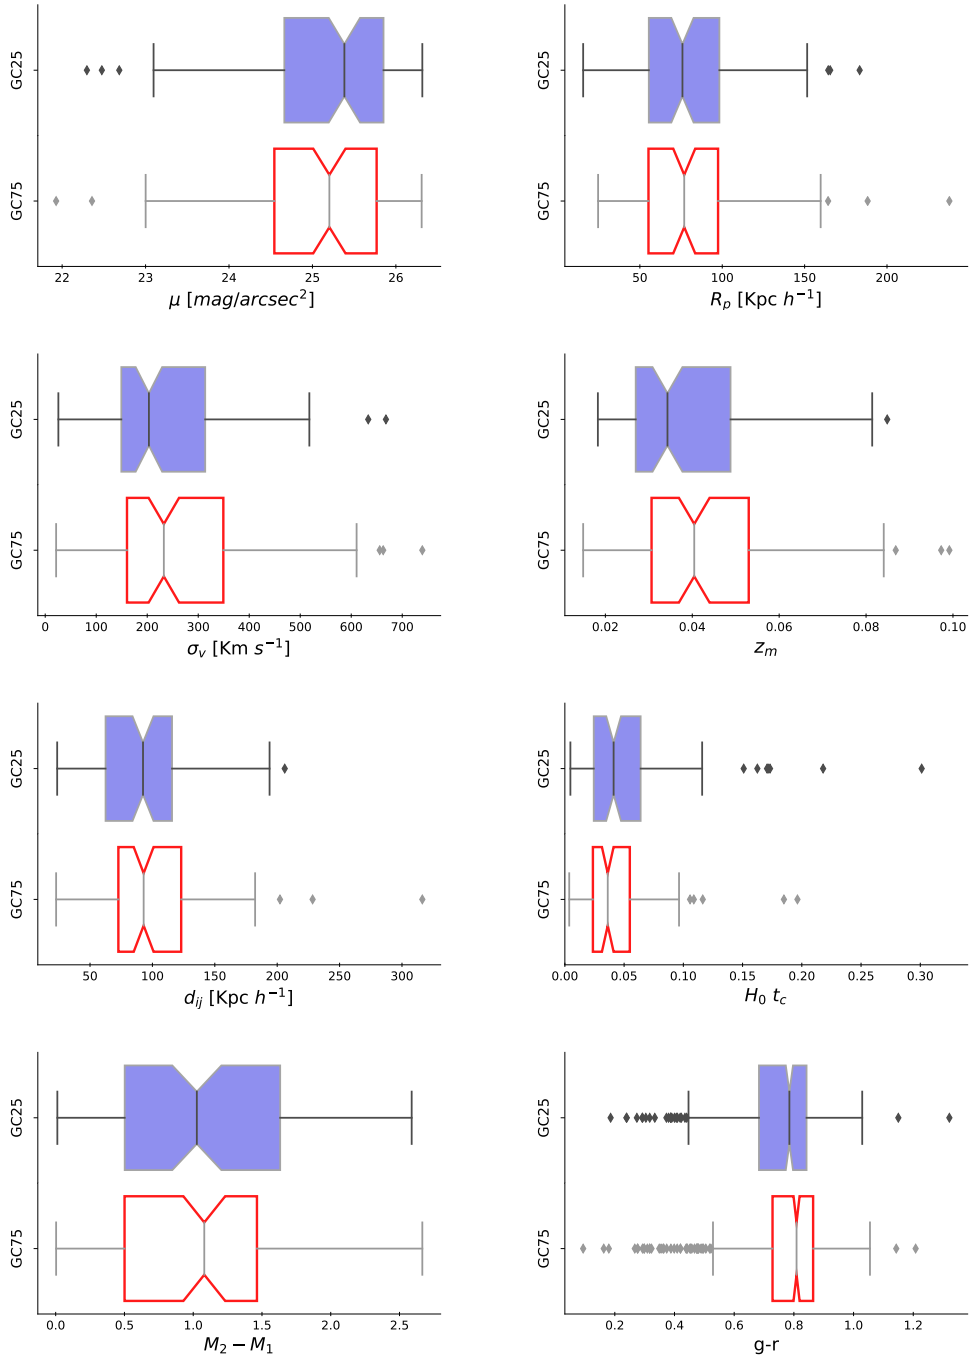 GC25
GC75
22 23 24 25 26
μ [mag/arcsec²]
GC25
GC75
50 100 150 200
R_p [Kpc h⁻¹]
GC25
GC75
0 100 200 300 400 500 600 700
σ_v [Km s⁻¹]
GC25
GC75
0.02 0.04 0.06 0.08 0.10
z_m
GC25
GC75
50 100 150 200 250 300
d_ij [Kpc h⁻¹]
GC25
GC75
0.00 0.05 0.10 0.15 0.20 0.25 0.30
H₀ t_c
GC25
GC75
0.0 0.5 1.0 1.5 2.0 2.5
M₂ − M₁
GC25
GC75
0.2 0.4 0.6 0.8 1.0 1.2
g-r